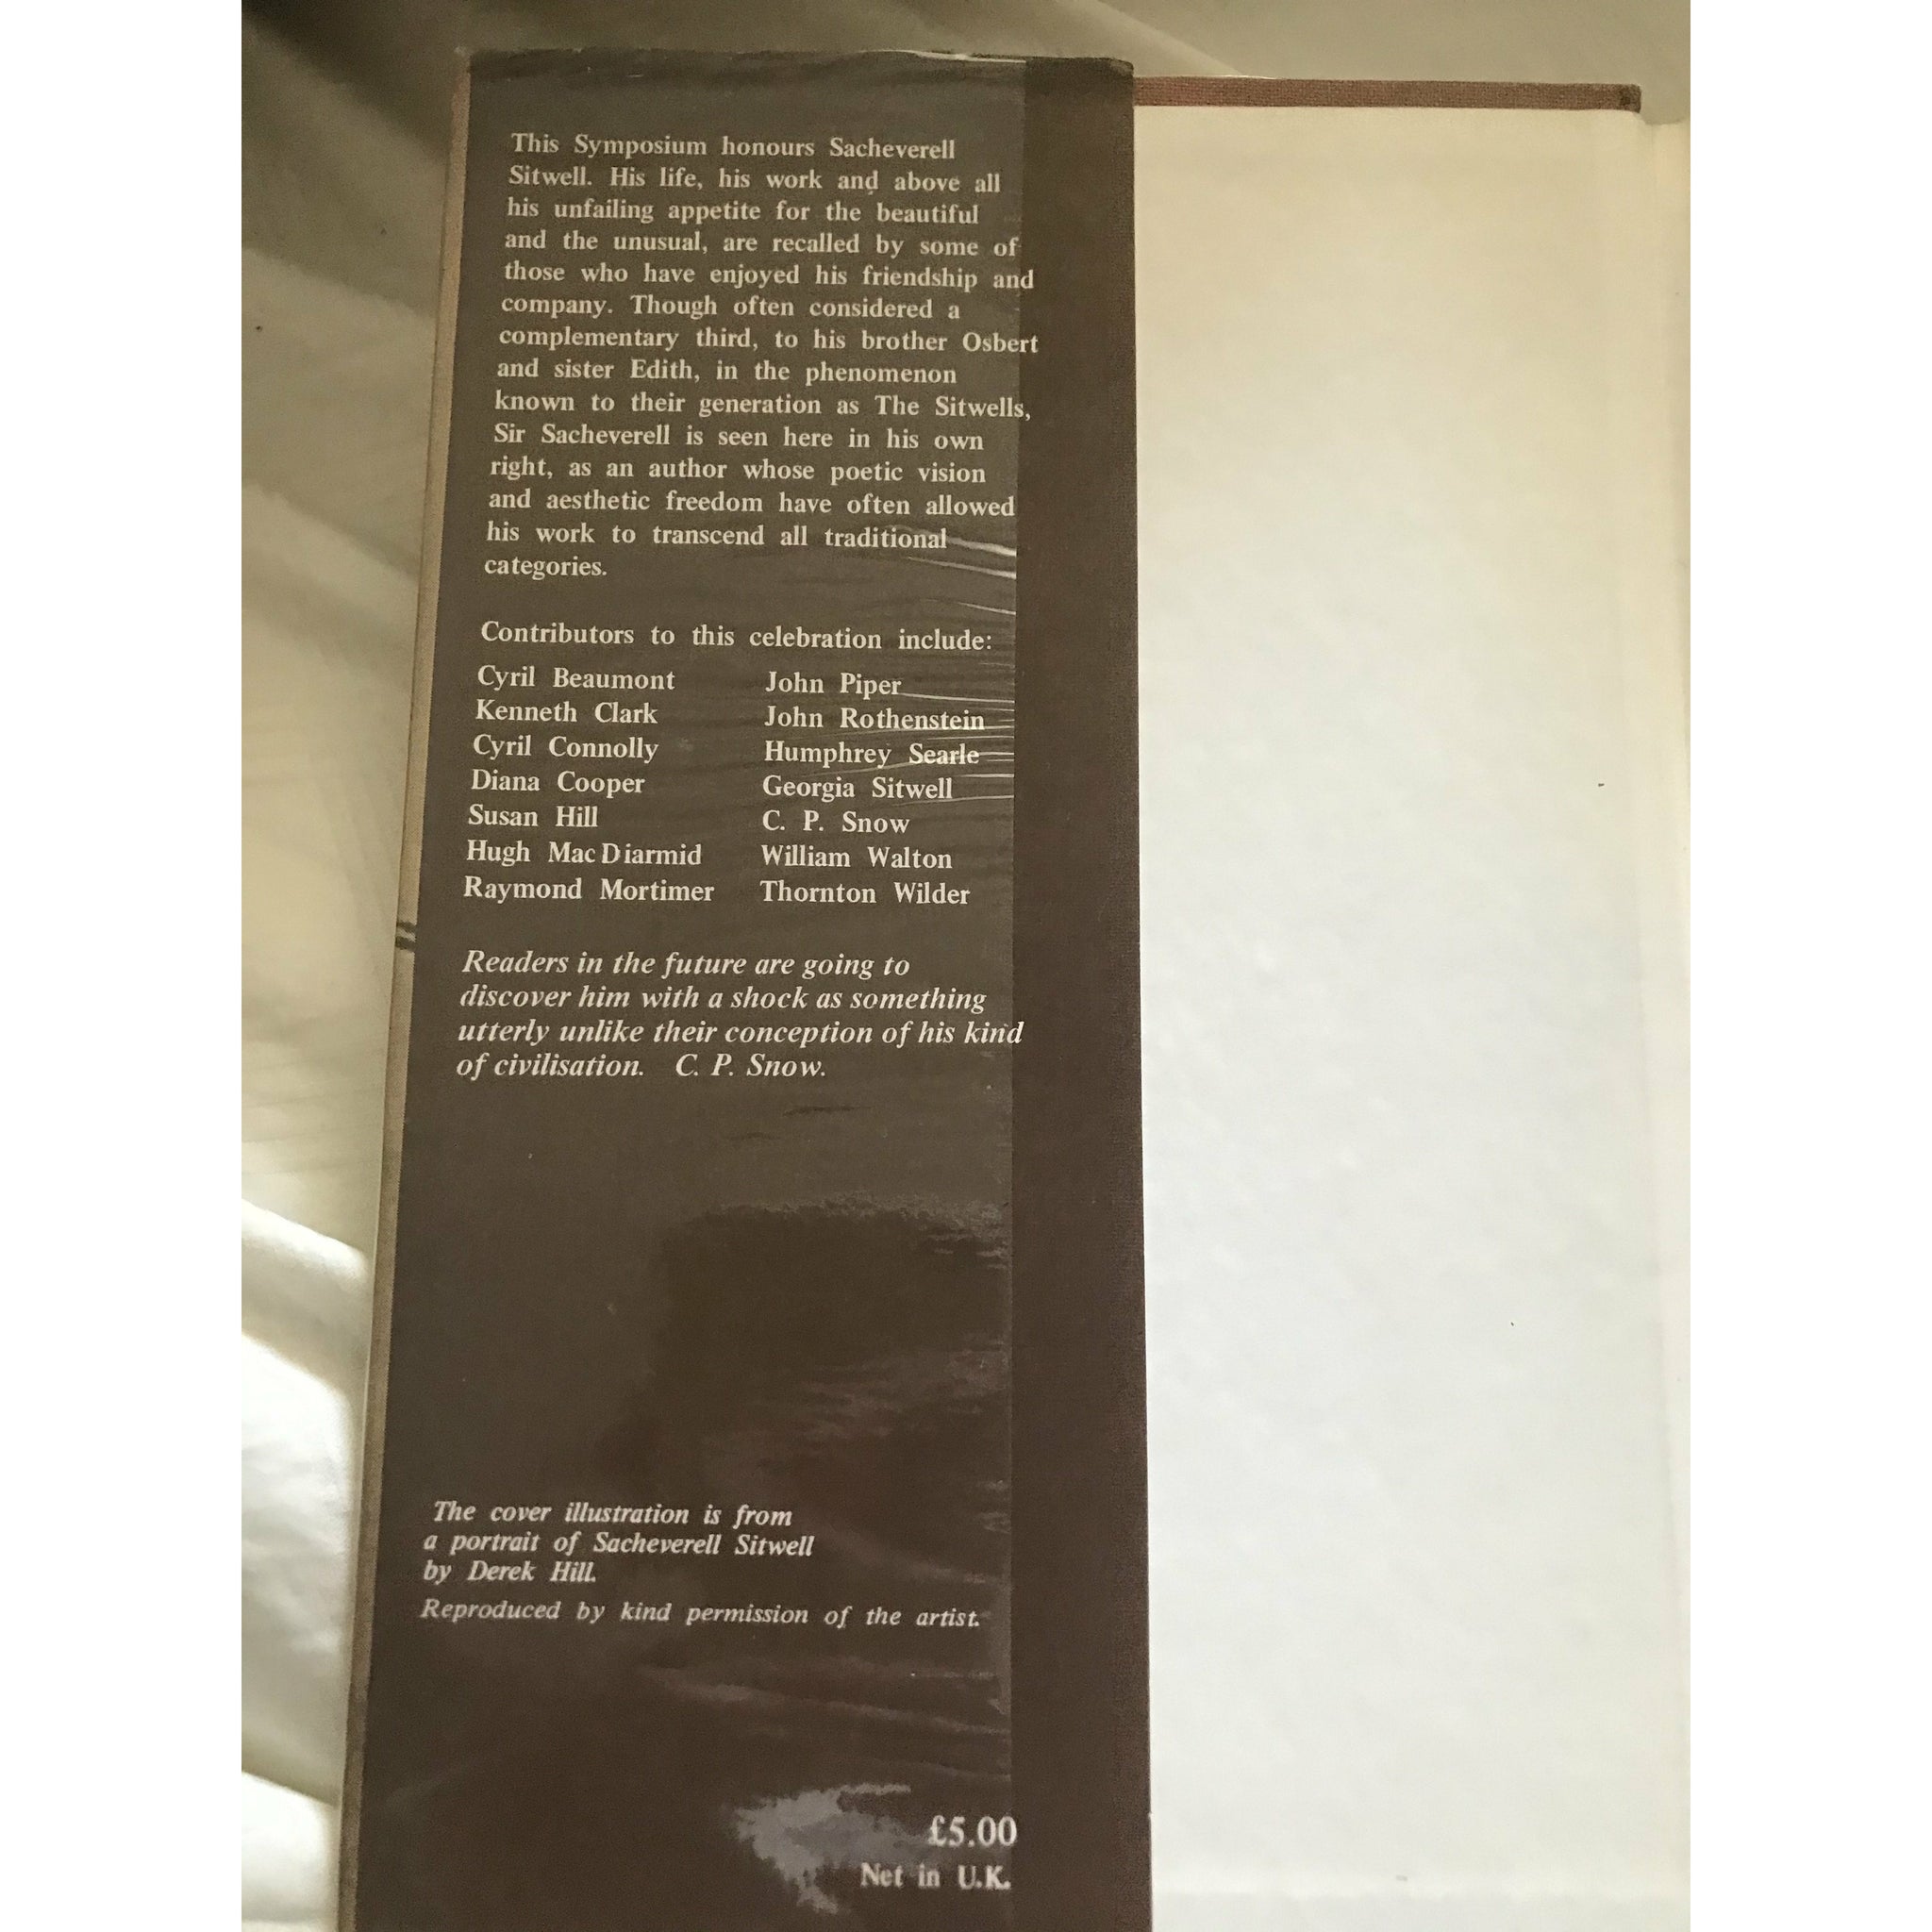 This Symposium honours Sacheverell
Sitwell. His life, his work and above all
his unfailing appetite for the beautiful
and the unusual, are recalled by some of
those who have enjoyed his friendship and
company. Though often considered a
complementary third, to his brother Osbert
and sister Edith, in the phenomenon
known to their generation as The Sitwells,
Sir Sacheverell is seen here in his own
right, as an author whose poetic vision
and aesthetic freedom have often allowed
his work to transcend all traditional
categories.
Contributors to this celebration include:
Cyril Beaumont
Kenneth Clark
Cyril Connolly
Diana Cooper
Susan Hill
Hugh MacDiarmid
Raymond Mortimer
John Piper
John Rothenstein
Humphrey Searle
Georgia Sitwell
C. P. Snow
William Walton
Thornton Wilder
Readers in the future are going to
discover him with a shock as something
utterly unlike their conception of his kind
of civilisation. C. P. Snow.
The cover illustration is from
a portrait of Sacheverell Sitwell
by Derek Hill.
Reproduced by kind permission of the artist.
£5.00
Net in U.K.